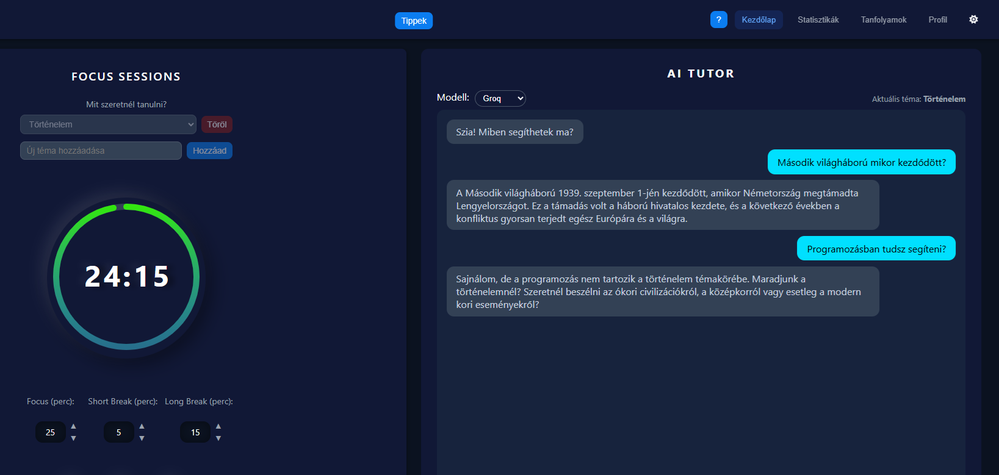 Tippek
?
Kezdőlap
Statisztikák
Tanfolyamok
Profil
FOCUS SESSIONS
Mit szeretnél tanulni?
Történelem
Töröl
Új téma hozzáadása
Hozzáad
24:15
Focus (perc):
Short Break (perc):
Long Break (perc):
25
5
15
AI TUTOR
Modell:
Groq
Aktuális téma: Történelem
Szia! Miben segíthetek ma?
Második világháború mikor kezdődött?
A Második világháború 1939. szeptember 1-jén kezdődött, amikor Németország megtámadta
Lengyelországot. Ez a támadás volt a háború hivatalos kezdete, és a következő években a
konfliktus gyorsan terjedt egész Európára és a világra.
Programozásban tudsz segíteni?
Sajnálom, de a programozás nem tartozik a történelem témakörébe. Maradjunk a
történelemnél? Szeretnél beszélni az ókori civilizációkról, a középkorról vagy esetleg a modern
kori eseményekről?